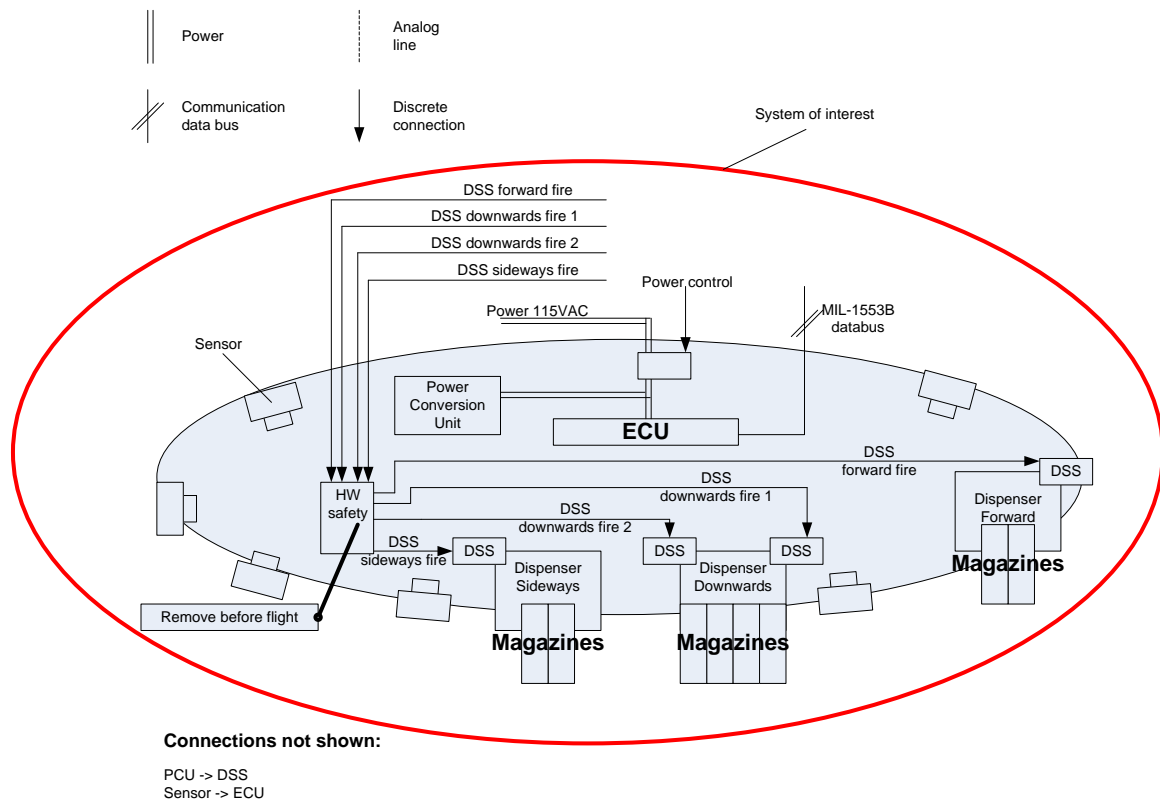 Power
Analog
line
Communication
data bus
Discrete
connection
System of interest
DSS forward fire
DSS downwards fire 1
DSS downwards fire 2
DSS sideways fire
Power control
Power 115VAC
MIL-1553B
databus
Sensor
Power
Conversion
Unit
ECU
DSS
forward fire
DSS
HW
safety
DSS
downwards fire 1
Dispenser
Forward
DSS
downwards fire 2
DSS
sideways fire
DSS
DSS
DSS
Dispenser
Sideways
Dispenser
Downwards
Magazines
Remove before flight
Magazines
Magazines
Connections not shown:
PCU -> DSS
Sensor -> ECU